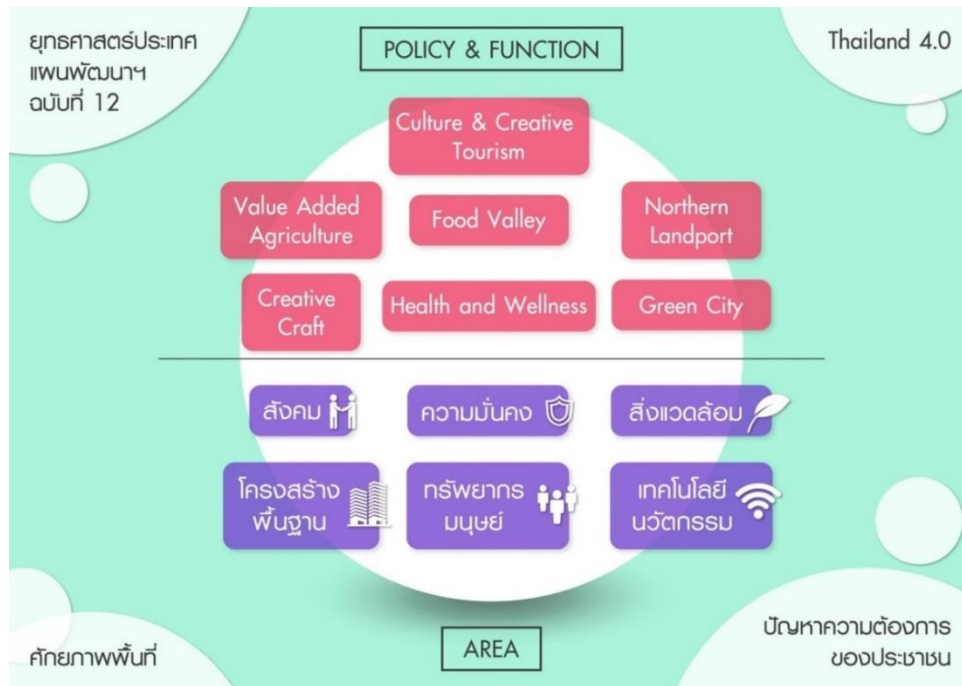 ยุทธศาสตร์ประเทศ
แผนพัฒนาฯ
ฉบับที่ 12
POLICY & FUNCTION
Thailand 4.0
Culture & Creative
Tourism
Value Added
Agriculture
Food Valley
Northern
Landport
Creative
Craft
Health and Wellness
Green City
สังคม
ความมั่นคง
สิ่งแวดล้อม
โครงสร้าง
พื้นฐาน
ทรัพยากร
มนุษย์
เทคโนโลยี
นวัตกรรม
ศักยภาพพื้นที่
AREA
ปัญหาความต้องการ
ของประชาชน